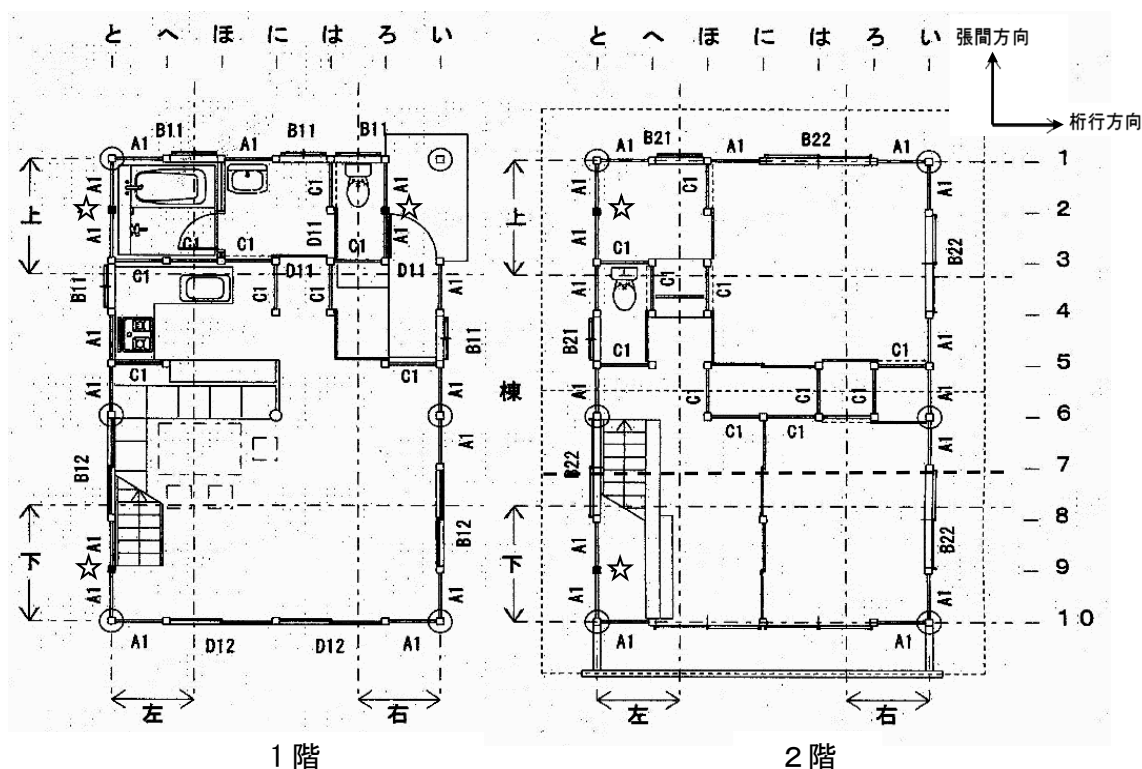 と へ ほ に は ろ い
と へ ほ に は ろ い
張間方向
桁行方向
A1 B11 A1 B11 B11
A1 B21 A1 B22 A1
1
A1 C1 A1
A1 C1 A1
上 ☆ ☆
上 ☆
2
A1 C1 C1 D11 C1 A1
A1 C1 B22
3
C1 D11 D11
B11 C1 C1 A1
A1 C1 C1
4
A1 B11
B21
C1 C1
C1 C1
5
A1
A1 C1 C1 C1 A1
棟
6
A1
C1 C1 A1
7
B12
B22
8
下 A1 B12
下 A1 B22
☆
☆
9
A1 A1
A1 A1
10
A1 D12 D12 A1
A1 A1
左 右
左 右
1階
2階